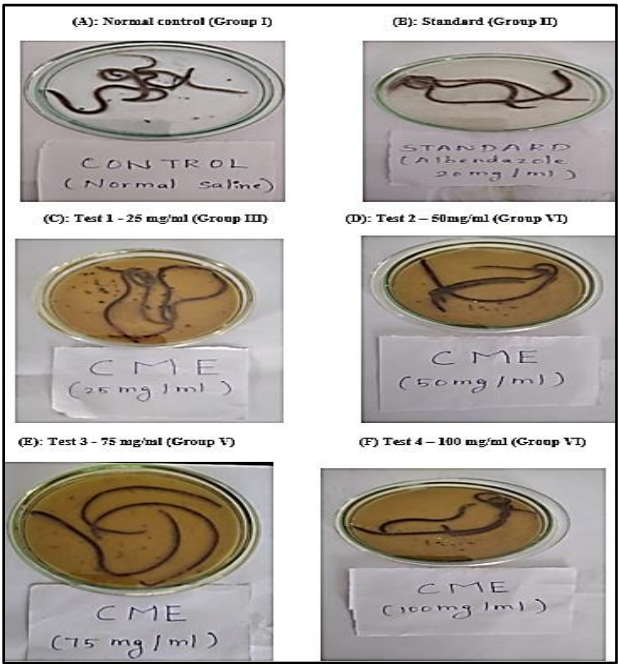 (A): Normal control (Group I)
(B): Standard (Group II)
CONTROL
(Normal saline)
STANDARD
(Albendazole
20mg/ml)
(C): Test 1 - 25 mg/ml (Group III)
(D): Test 2 – 50mg/ml (Group VI)
CME
(25mg/ml)
CME
(50mg/ml)
(E): Test 3 - 75 mg/ml (Group V)
(F) Test 4 – 100 mg/ml (Group VI)
CME
(75 mg/ml)
CME
(100mg/ml)